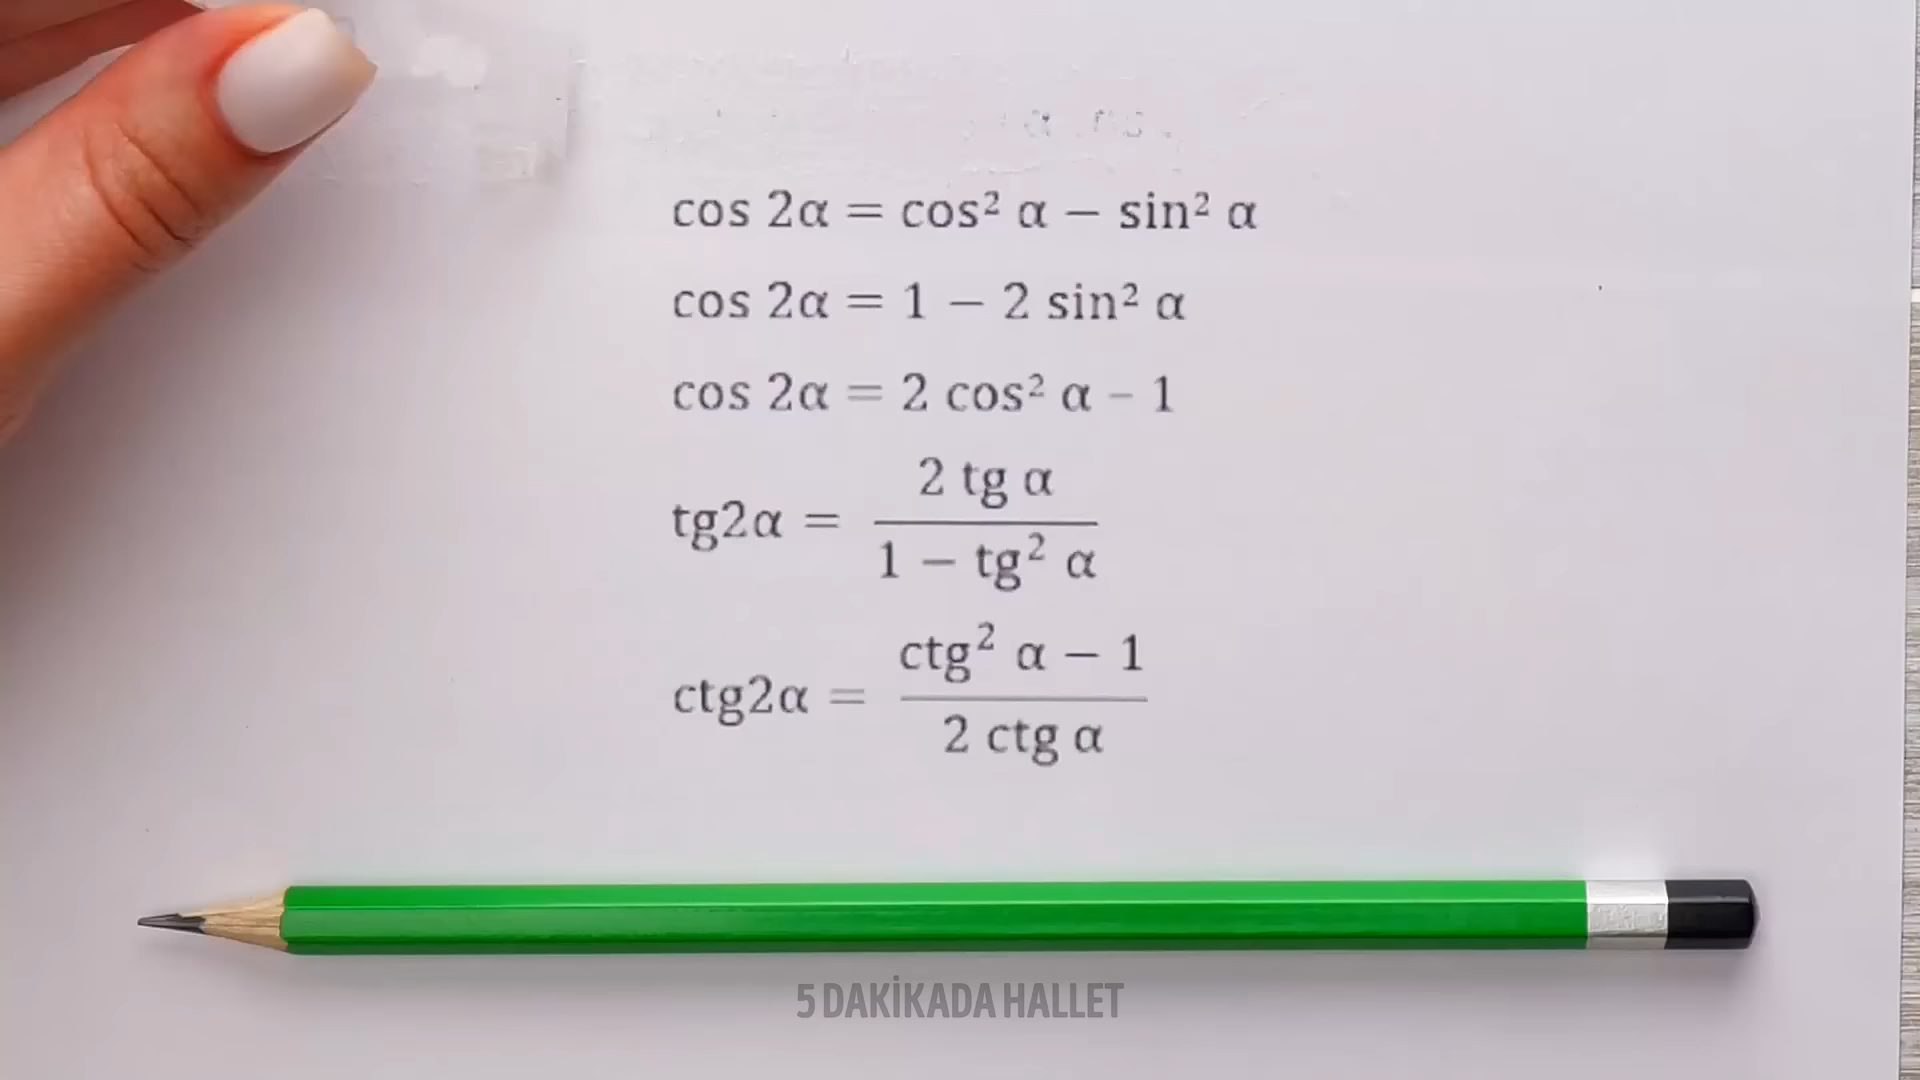 cos 2α = cos² α − sin² α
cos 2α = 1 − 2 sin² α
cos 2α = 2 cos² α – 1
tg2α = 2 tg α / 1 − tg² α
ctg2α = ctg² α − 1 / 2 ctg α
5 DAKİKADA HALLET